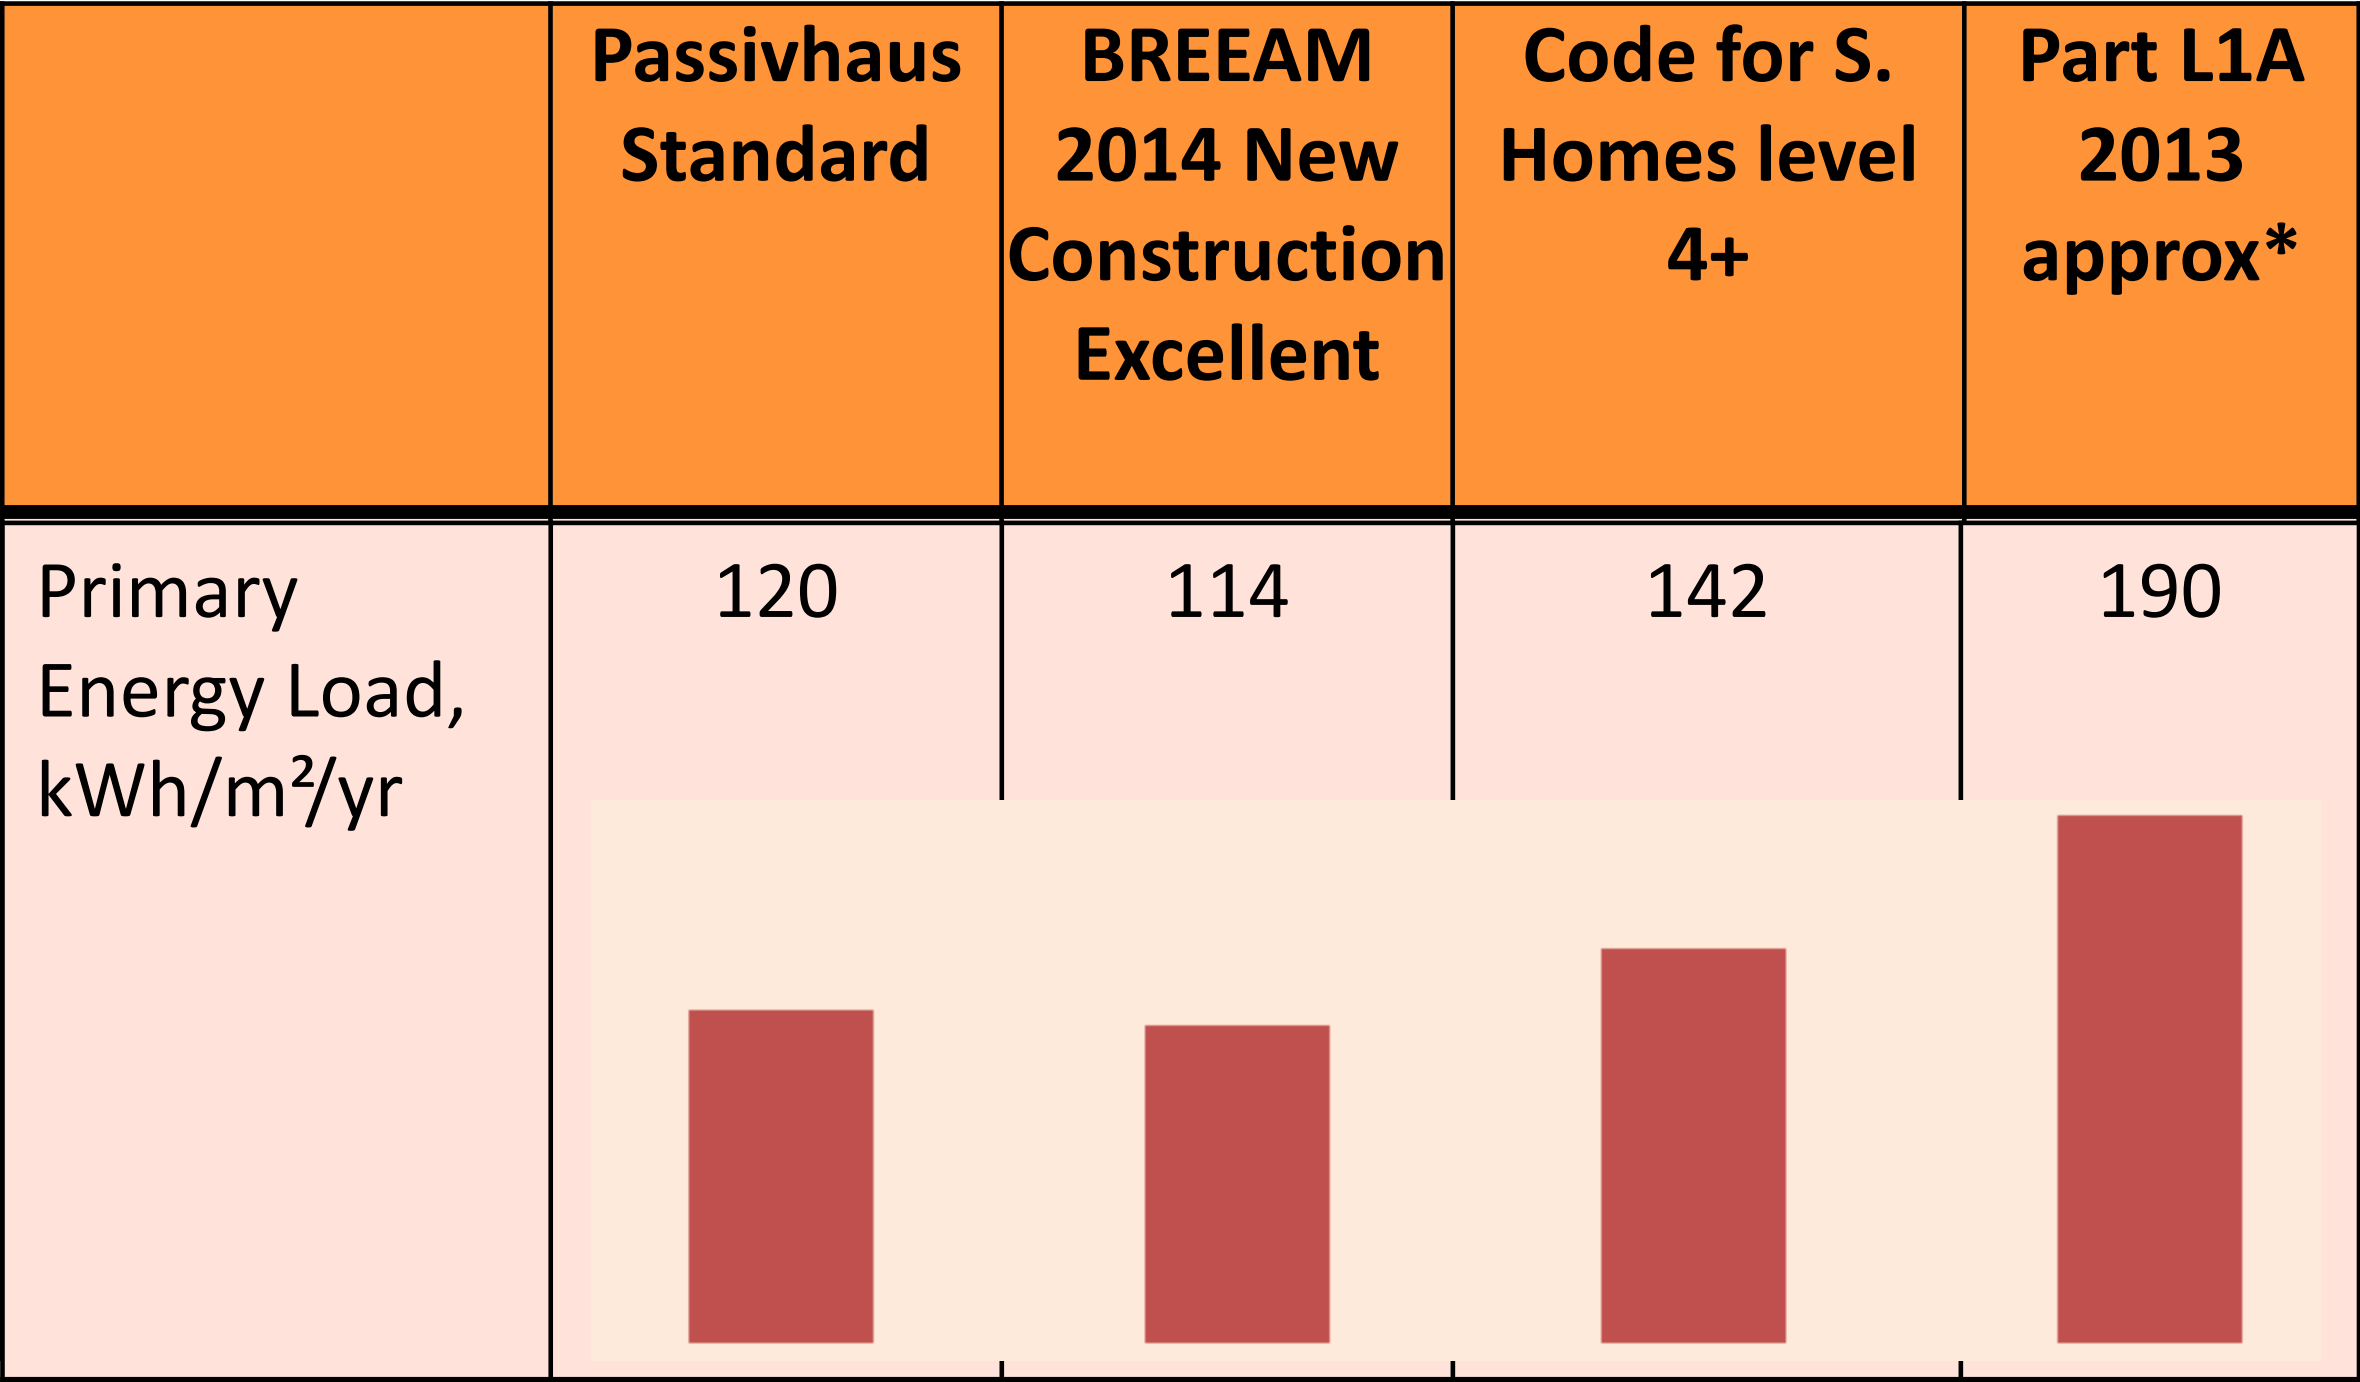 Passivhaus
Standard
BREEAM
2014 New
Construction
Excellent
Code for S.
Homes level
4+
Part L1A
2013
approx*
Primary
Energy Load,
kWh/m²/yr
120
114
142
190